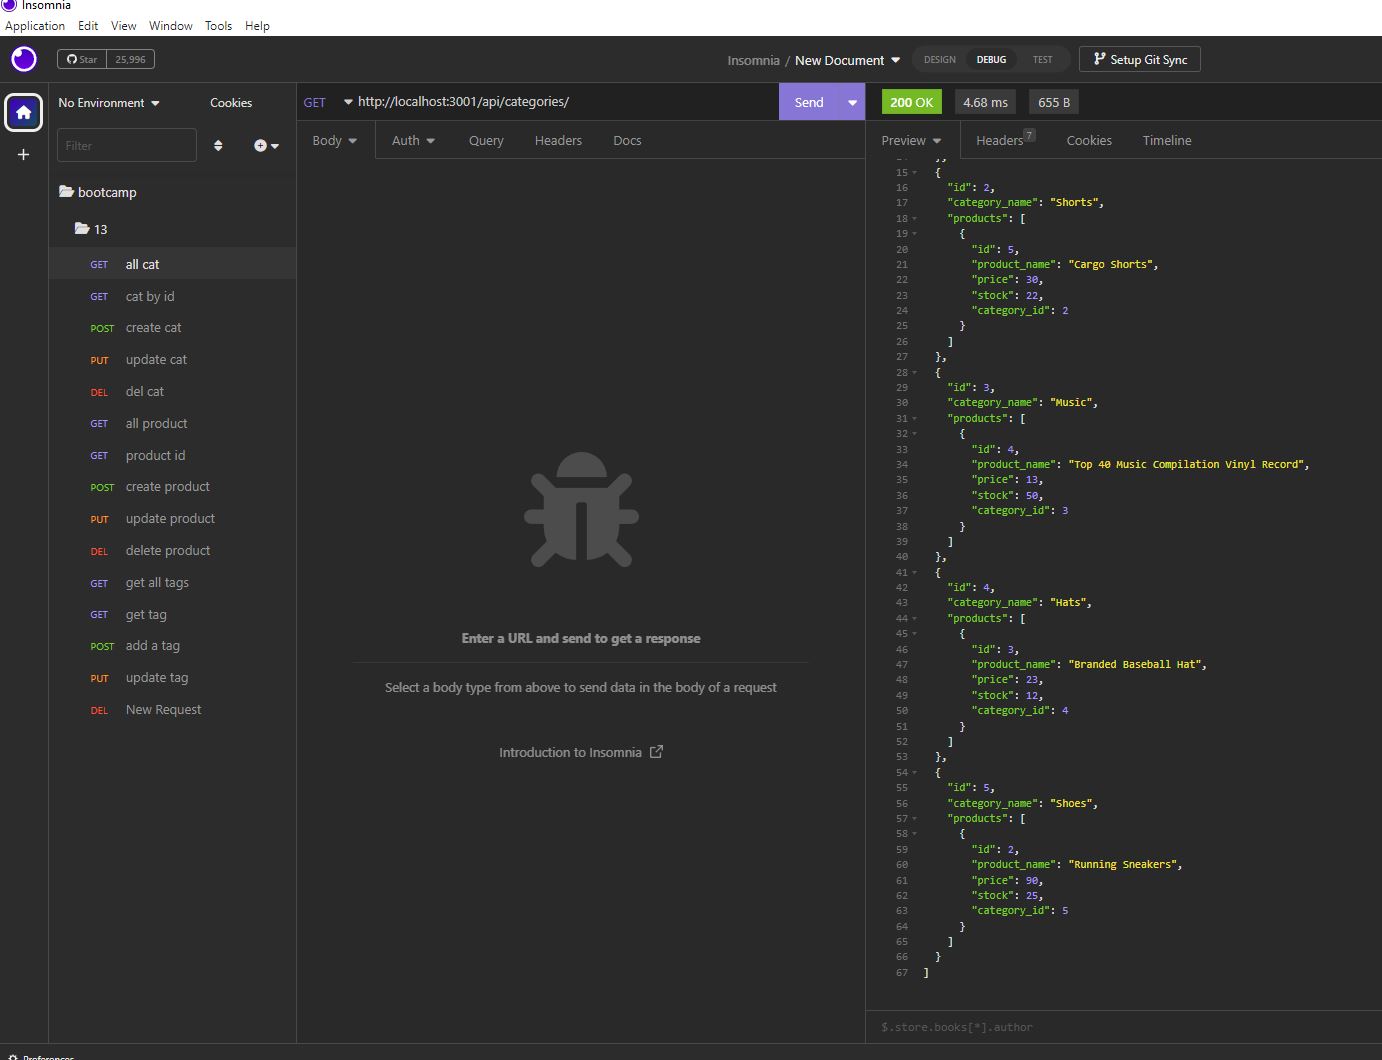 Insomnia
Application Edit View Window Tools Help
Star 25,996
Insomnia / New Document
DESIGN DEBUG TEST
Setup Git Sync
No Environment
Cookies
Filter
bootcamp
13
GET all cat
GET cat by id
POST create cat
PUT update cat
DEL del cat
GET all product
GET product id
POST create product
PUT update product
DEL delete product
GET get all tags
GET get tag
POST add a tag
PUT update tag
DEL New Request
GET http://localhost:3001/api/categories/
Send
Body Auth Query Headers Docs
Enter a URL and send to get a response
Select a body type from above to send data in the body of a request
Introduction to Insomnia
200 OK 4.68 ms 655 B
Preview Headers 7 Cookies Timeline
15 {
16 "id": 2,
17 "category_name": "Shorts",
18 "products": [
19 {
20 "id": 5,
21 "product_name": "Cargo Shorts",
22 "price": 30,
23 "stock": 22,
24 "category_id": 2
25 }
26 ]
27 },
28 {
29 "id": 3,
30 "category_name": "Music",
31 "products": [
32 {
33 "id": 4,
34 "product_name": "Top 40 Music Compilation Vinyl Record",
35 "price": 13,
36 "stock": 50,
37 "category_id": 3
38 }
39 ]
40 },
41 {
42 "id": 4,
43 "category_name": "Hats",
44 "products": [
45 {
46 "id": 3,
47 "product_name": "Branded Baseball Hat",
48 "price": 23,
49 "stock": 12,
50 "category_id": 4
51 }
52 ]
53 },
54 {
55 "id": 5,
56 "category_name": "Shoes",
57 "products": [
58 {
59 "id": 2,
60 "product_name": "Running Sneakers",
61 "price": 90,
62 "stock": 25,
63 "category_id": 5
64 }
65 ]
66 }
67 ]
$.store.books[*].author
Preferences